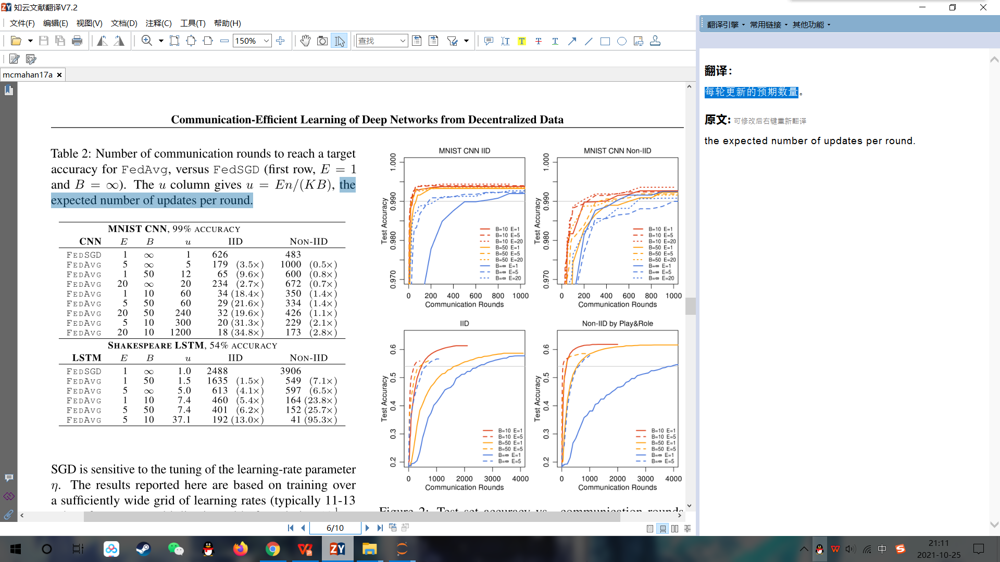 知云文献翻译V7.2
文件(F) 编辑(E) 视图(V) 文档(D) 注释(C) 工具(T) 帮助(H)
翻译引擎 常用链接 其他功能
150% 查找
mcmahan17a
Communication-Efficient Learning of Deep Networks from Decentralized Data
Table 2: Number of communication rounds to reach a target
accuracy for FedAvg, versus FedSGD (first row, E = 1
and B = ∞). The u column gives u = En/(KB), the
expected number of updates per round.
MNIST CNN, 99% ACCURACY
CNN E B u IID NON-IID
FEDSGD 1 ∞ 1 626 483
FEDAVG 5 ∞ 5 179 (3.5×) 1000 (0.5×)
FEDAVG 1 50 12 65 (9.6×) 600 (0.8×)
FEDAVG 20 ∞ 20 234 (2.7×) 672 (0.7×)
FEDAVG 1 10 60 34 (18.4×) 350 (1.4×)
FEDAVG 5 50 60 29 (21.6×) 334 (1.4×)
FEDAVG 20 50 240 32 (19.6×) 426 (1.1×)
FEDAVG 5 10 300 20 (31.3×) 229 (2.1×)
FEDAVG 20 10 1200 18 (34.8×) 173 (2.8×)
SHAKESPEARE LSTM, 54% ACCURACY
LSTM E B u IID NON-IID
FEDSGD 1 ∞ 1.0 2488 3906
FEDAVG 1 50 1.5 1635 (1.5×) 549 (7.1×)
FEDAVG 5 ∞ 5.0 613 (4.1×) 597 (6.5×)
FEDAVG 1 10 7.4 460 (5.4×) 164 (23.8×)
FEDAVG 5 50 7.4 401 (6.2×) 152 (25.7×)
FEDAVG 5 10 37.1 192 (13.0×) 41 (95.3×)
SGD is sensitive to the tuning of the learning-rate parameter
η. The results reported here are based on training over
a sufficiently wide grid of learning rates (typically 11-13
MNIST CNN IID
Test Accuracy
1.000
0.990
0.980
0.970
B=10 E=1
B=10 E=5
B=10 E=20
B=50 E=1
B=50 E=5
B=50 E=20
B=∞ E=1
B=∞ E=5
B=∞ E=20
0 200 400 600 800 1000
Communication Rounds
MNIST CNN Non-IID
Test Accuracy
1.000
0.990
0.980
0.970
B=10 E=1
B=10 E=5
B=10 E=20
B=50 E=1
B=50 E=5
B=50 E=20
B=∞ E=1
B=∞ E=5
B=∞ E=20
0 200 400 600 800 1000
Communication Rounds
IID
Test Accuracy
0.6
0.5
0.4
0.3
0.2
B=10 E=1
B=10 E=5
B=50 E=1
B=50 E=5
B=∞ E=1
B=∞ E=5
0 1000 2000 3000 4000
Communication Rounds
Non-IID by Play&Role
Test Accuracy
0.6
0.5
0.4
0.3
0.2
B=10 E=1
B=10 E=5
B=50 E=1
B=50 E=5
B=∞ E=1
B=∞ E=5
0 1000 2000 3000 4000
Communication Rounds
Figure 2: Test set accuracy vs. communication rounds
6/10
翻译：
每轮更新的预期数量。
原文: 可修改后右键重新翻译
the expected number of updates per round.
ZY
中
21:11
2021-10-25